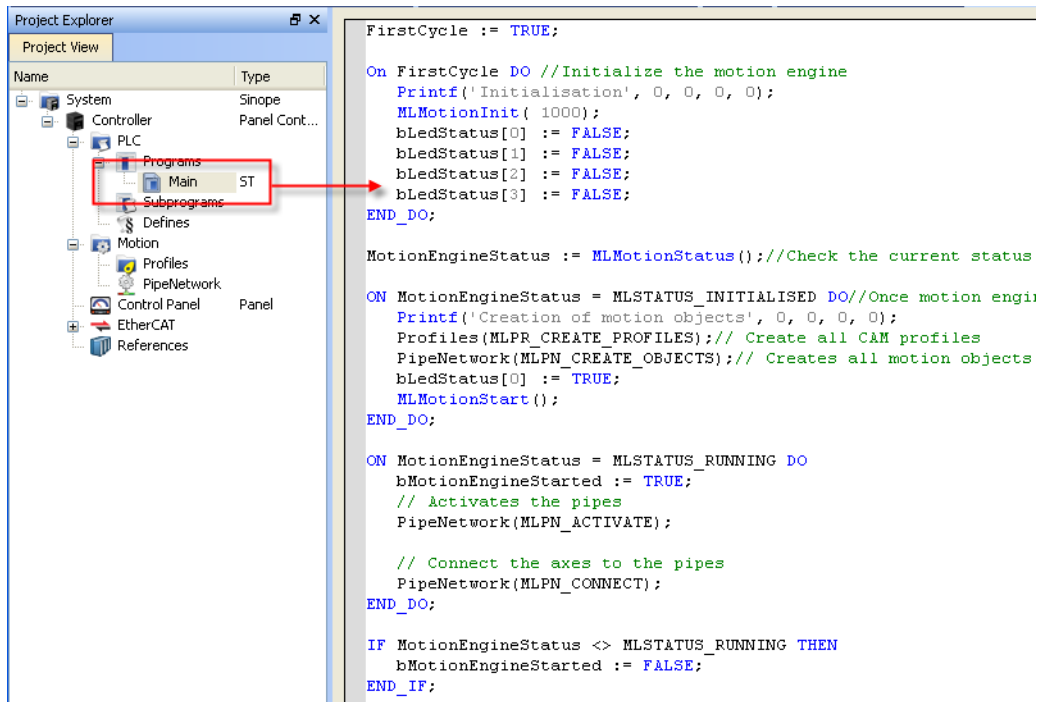 Project Explorer
Project View
Name Type
System Sinope
Controller Panel Cont...
PLC
Programs
Main ST
Subprograms
Defines
Motion
Profiles
PipeNetwork
Control Panel Panel
EtherCAT
References
FirstCycle := TRUE;
On FirstCycle DO //Initialize the motion engine
Printf('Initialisation', 0, 0, 0, 0);
MLMotionInit( 1000);
bLedStatus[0] := FALSE;
bLedStatus[1] := FALSE;
bLedStatus[2] := FALSE;
bLedStatus[3] := FALSE;
END_DO;
MotionEngineStatus := MLMotionStatus();//Check the current status
ON MotionEngineStatus = MLSTATUS_INITIALISED DO//Once motion engi
Printf('Creation of motion objects', 0, 0, 0, 0);
Profiles(MLPR_CREATE_PROFILES);// Create all CAM profiles
PipeNetwork(MLPN_CREATE_OBJECTS);// Creates all motion objects
bLedStatus[0] := TRUE;
MLMotionStart();
END_DO;
ON MotionEngineStatus = MLSTATUS_RUNNING DO
bMotionEngineStarted := TRUE;
// Activates the pipes
PipeNetwork(MLPN_ACTIVATE);
// Connect the axes to the pipes
PipeNetwork(MLPN_CONNECT);
END_DO;
IF MotionEngineStatus <> MLSTATUS_RUNNING THEN
bMotionEngineStarted := FALSE;
END_IF;